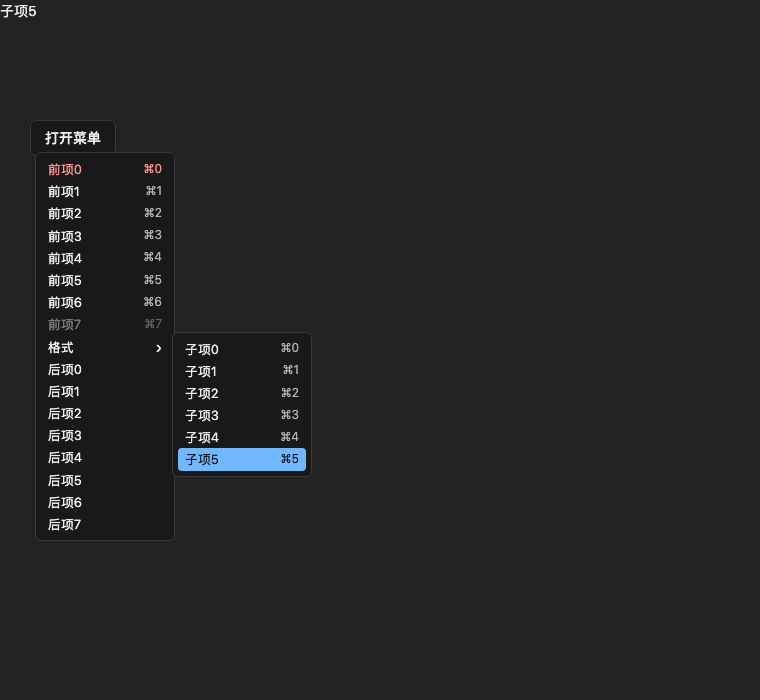 子项5
打开菜单
前项0 ⌘0
前项1 ⌘1
前项2 ⌘2
前项3 ⌘3
前项4 ⌘4
前项5 ⌘5
前项6 ⌘6
前项7 ⌘7
格式 ›
后项0
后项1
后项2
后项3
后项4
后项5
后项6
后项7
子项0 ⌘0
子项1 ⌘1
子项2 ⌘2
子项3 ⌘3
子项4 ⌘4
子项5 ⌘5